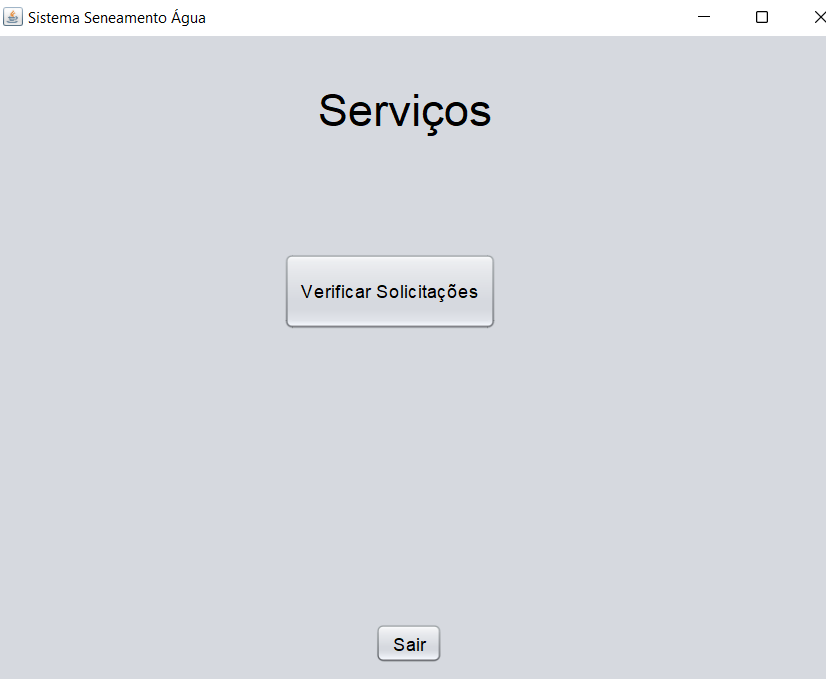 Sistema Seneamento Água
Serviços
Verificar Solicitações
Sair